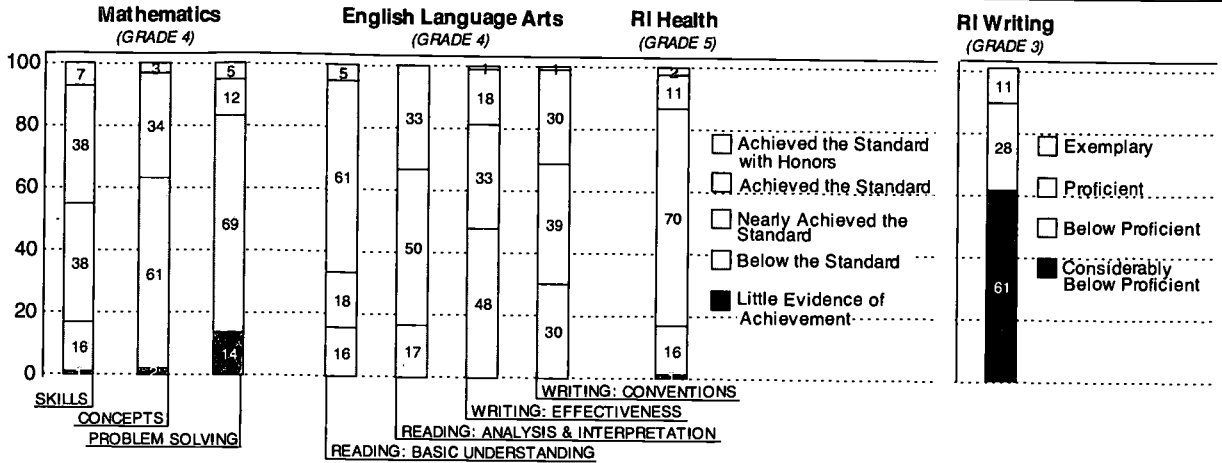 Mathematics
(GRADE 4)
English Language Arts
(GRADE 4)
RI Health
(GRADE 5)
RI Writing
(GRADE 3)
100
80
60
40
20
0
7
38
38
16
3
34
61
5
12
69
14
5
61
18
16
33
50
17
1
18
33
48
1
30
39
30
2
11
70
16
Achieved the Standard
with Honors
Achieved the Standard
Nearly Achieved the
Standard
Below the Standard
Little Evidence of
Achievement
11
28
61
Exemplary
Proficient
Below Proficient
Considerably
Below Proficient
SKILLS
CONCEPTS
PROBLEM SOLVING
WRITING: CONVENTIONS
WRITING: EFFECTIVENESS
READING: ANALYSIS & INTERPRETATION
READING: BASIC UNDERSTANDING